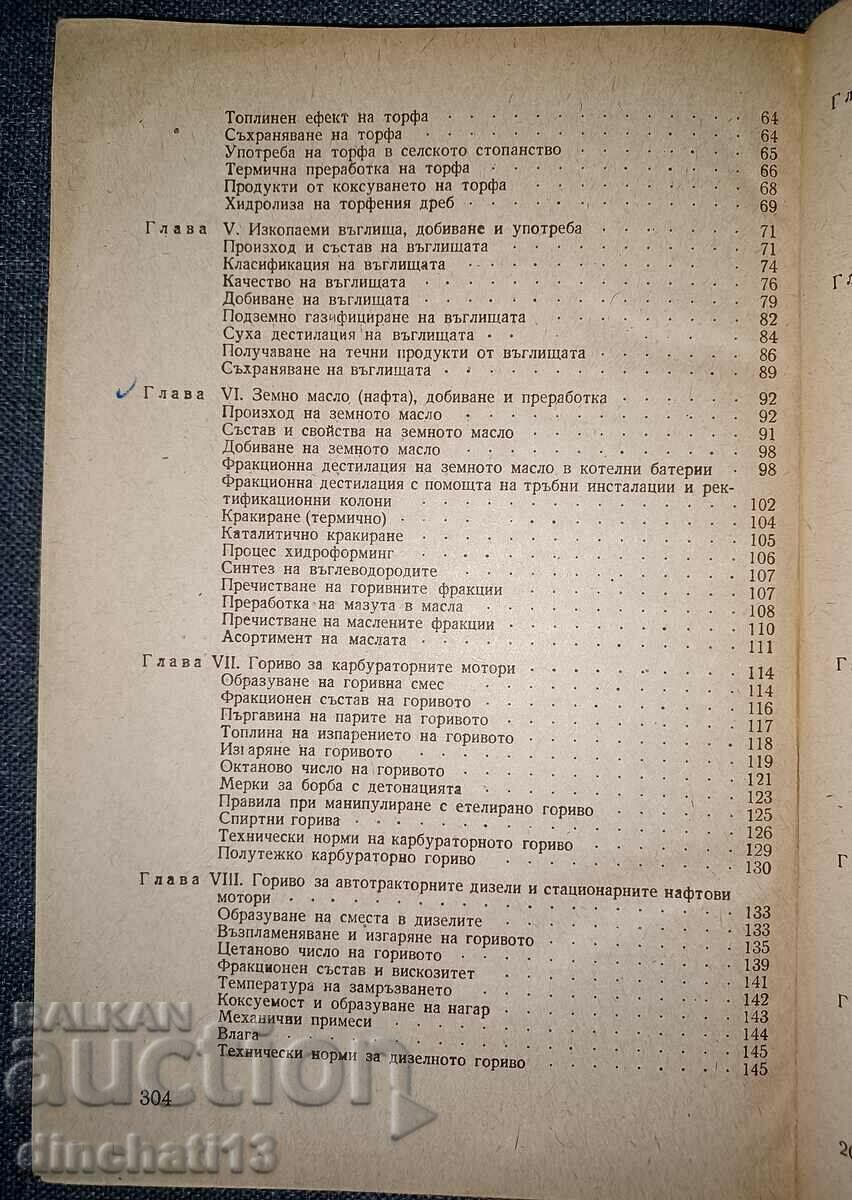 Топлинен ефект на торфа 64
Съхраняване на торфа 64
Употреба на торфа в селското стопанство 65
Термична преработка на торфа 66
Продукти от коксуването на торфа 68
Хидролиза на торфения дреб 69
Глава V. Изкопаеми въглища, добиване и употреба 71
Произход и състав на въглищата 71
Класификация на въглищата 74
Качество на въглищата 76
Добиване на въглищата 79
Подземно газифициране на въглищата 82
Суха дестилация на въглищата 84
Получаване на течни продукти от въглищата 86
Съхраняване на въглищата 89
Глава VI. Земно масло (нафта), добиване и преработка 92
Произход на земното масло 92
Състав и свойства на земното масло 91
Добиване на земното масло 98
Фракционна дестилация на земното масло в котелни батерии 98
Фракционна дестилация с помощта на тръбни инсталации и рек-
тификационни колони 102
Кракиране (термично) 104
Каталитично кракиране 105
Процес хидроформинг 106
Синтез на въглеводородите 107
Пречистване на горивните фракции 107
Преработка на мазута в масла 108
Пречистване на маслените фракции 110
Асортимент на маслата 111
Глава VII. Гориво за карбураторните мотори 114
Образуване на горивна смес 114
Фракционен състав на горивото 116
Пъргавина на парите на горивото 117
Топлина на изпарението на горивото 118
Изгаряне на горивото 119
Октаново число на горивото 121
Мерки за борба с детонацията 123
Правила при манипулиране с етелирано гориво 125
Спиртни горива 126
Технически норми на карбураторното гориво 129
Полутежко карбураторно гориво 130
Глава VIII. Гориво за автотракторните дизели и стационарните нафтови
мотори 133
Образуване на сместа в дизелите 133
Възпламеняване и изгаряне на горивото 135
Цетаново число на горивото 139
Фракционен състав и вискозитет 141
Температура на замръзването 142
Коксуемост и образуване на нагар 143
Механични примеси 144
Влага 145
Технически норми за дизелното гориво 145
304
BALKAN
auction
dinchati13
Гл
Гл
Г
Г
Г